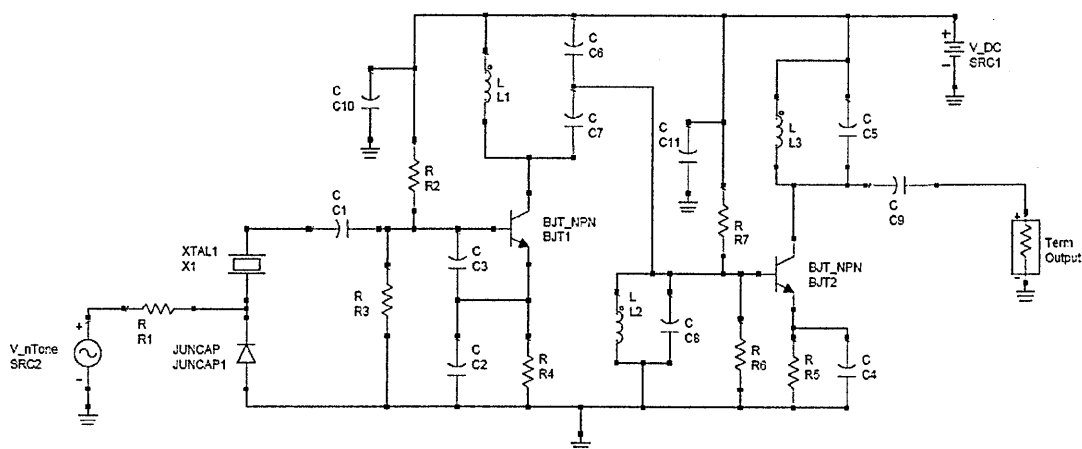 C
C6
V_DC
SRC1
C
C10
L
L1
C
C7
C
C11
L
L3
C
C5
R
R2
C
C1
BJT_NPN
BJT1
R
R7
C
C9
Term
Output
XTAL1
X1
C
C3
BJT_NPN
BJT2
R
R3
L
L2
C
C8
R
R1
V_nTone
SRC2
JUNCAP
JUNCAP1
C
C2
R
R4
R
R6
R
R5
C
C4